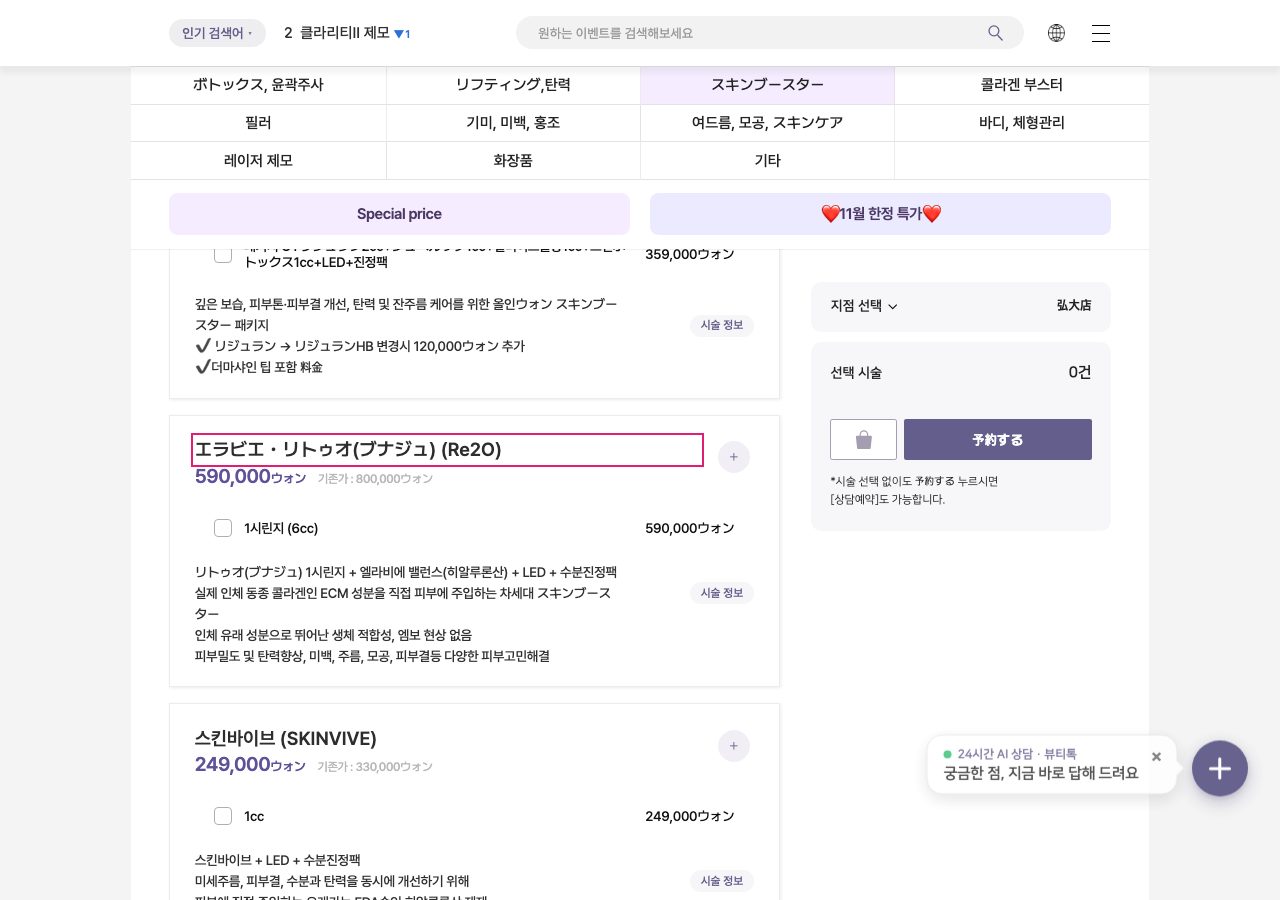 인기 검색어
2 클라리티II 제모 ▼1
원하는 이벤트를 검색해보세요
ボトックス, 윤곽주사
リフティング,탄력
スキンブースター
콜라겐 부스터
필러
기미, 미백, 홍조
여드름, 모공, スキンケア
바디, 체형관리
레이저 제모
화장품
기타
Special price
❤️11월 한정 특가❤️
トックス1cc+LED+진정팩
359,000ウォン
깊은 보습, 피부톤·피부결 개선, 탄력 및 잔주름 케어를 위한 올인ウォン スキンブー
スター 패키지
✔ リジュラン → リジュランHB 변경시 120,000ウォン 추가
✔더마샤인 팁 포함 料金
시술 정보
지점 선택
弘大店
선택 시술
0건
予約する
*시술 선택 없이도 予約する 누르시면
[상담예약]도 가능합니다.
エラビエ・リトゥオ(ブナジュ) (Re2O)
590,000ウォン 기존가 : 800,000ウォン
+
1시린지 (6cc)
590,000ウォン
リトゥオ(ブナジュ) 1시린지 + 엘라비에 밸런스(히알루론산) + LED + 수분진정팩
실제 인체 동종 콜라겐인 ECM 성분을 직접 피부에 주입하는 차세대 スキンブース
ター
인체 유래 성분으로 뛰어난 생체 적합성, 엠보 현상 없음
피부밀도 및 탄력향상, 미백, 주름, 모공, 피부결등 다양한 피부고민해결
시술 정보
스킨바이브 (SKINVIVE)
249,000ウォン 기존가 : 330,000ウォン
+
1cc
249,000ウォン
스킨바이브 + LED + 수분진정팩
미세주름, 피부결, 수분과 탄력을 동시에 개선하기 위해
시술 정보
24시간 AI 상담 · 뷰티톡
궁금한 점, 지금 바로 답해 드려요